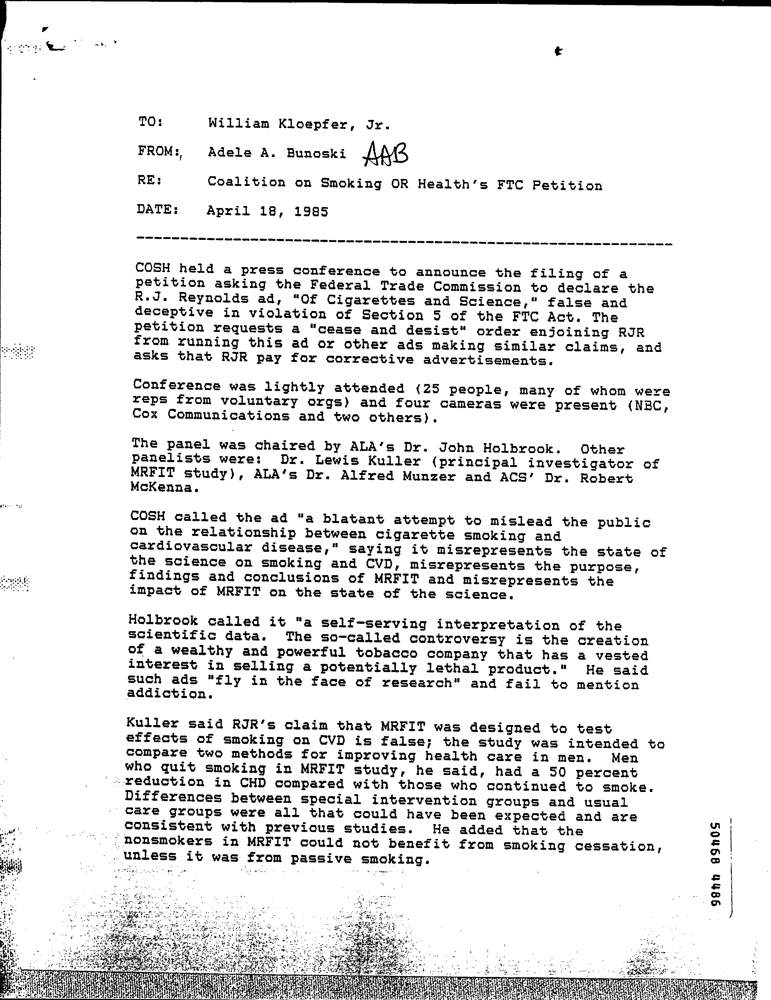 TO: William Kloepfer, Jr.
FROM:, Adele A. Bunoski AAB
RE: Coalition on Smoking OR Health's FTC Petition
DATE: April 18, 1985
COSH held a press conference to announce the filing of a
petition asking the Federal Trade Commission to declare the
R.J. Reynolds ad, "Of Cigarettes and Science," false and
deceptive in violation of Section 5 of the FTC Act. The
petition requests a "cease and desist" order enjoining RJR
from running this ad or other ads making similar claims, and
asks that RJR pay for corrective advertisements.
Conference was lightly attended (25 people, many of whom were
reps from voluntary orgs) and four cameras were present (NBC,
Cox Communications and two others).
The panel was chaired by ALA's Dr. John Holbrook. Other
panelists were: Dr. Lewis Kuller (principal investigator of
MRFIT study), ALA's Dr. Alfred Munzer and ACS' Dr. Robert
McKenna.
COSH called the ad "a blatant attempt to mislead the public
on the relationship between cigarette smoking and
cardiovascular disease," saying it misrepresents the state of
the science on smoking and CVD, misrepresents the purpose,
findings and conclusions of MRFIT and misrepresents the
impact of MRFIT on the state of the science.
Holbrook called it "a self-serving interpretation of the
scientific data. The so-called controversy is the creation
of a wealthy and powerful tobacco company that has a vested
interest in selling a potentially lethal product." He said
such ads "fly in the face of research" and fail to mention
addiction.
Kuller said RJR's claim that MRFIT was designed to test
effects of smoking on CVD is false; the study was intended to
compare two methods for improving health care in men. Men
who quit smoking in MRFIT study, he said, had a 50 percent
reduction in CHD compared with those who continued to smoke.
Differences between special intervention groups and usual
care groups were all that could have been expected and are
consistent with previous studies. He added that the
nonsmokers in MRFIT could not benefit from smoking cessation,
unless it was from passive smoking.
50468 4486